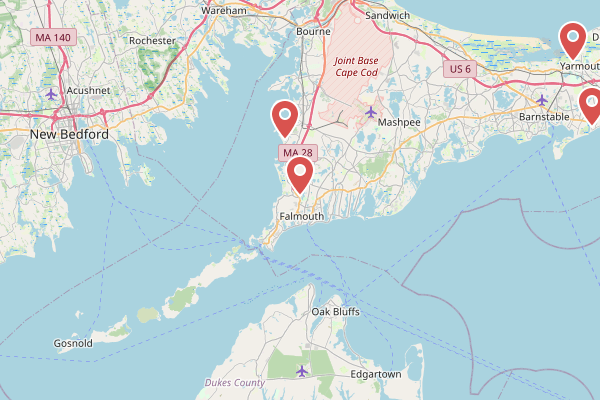 Wareham
Sandwich
Bourne
MA 140
Rochester
D
Joint Base
Cape Cod
US 6
Yarmout
Acushnet
Mashpee
Barnstable
New Bedford
MA 28
Falmouth
Oak Bluffs
Gosnold
Edgartown
Dukes County